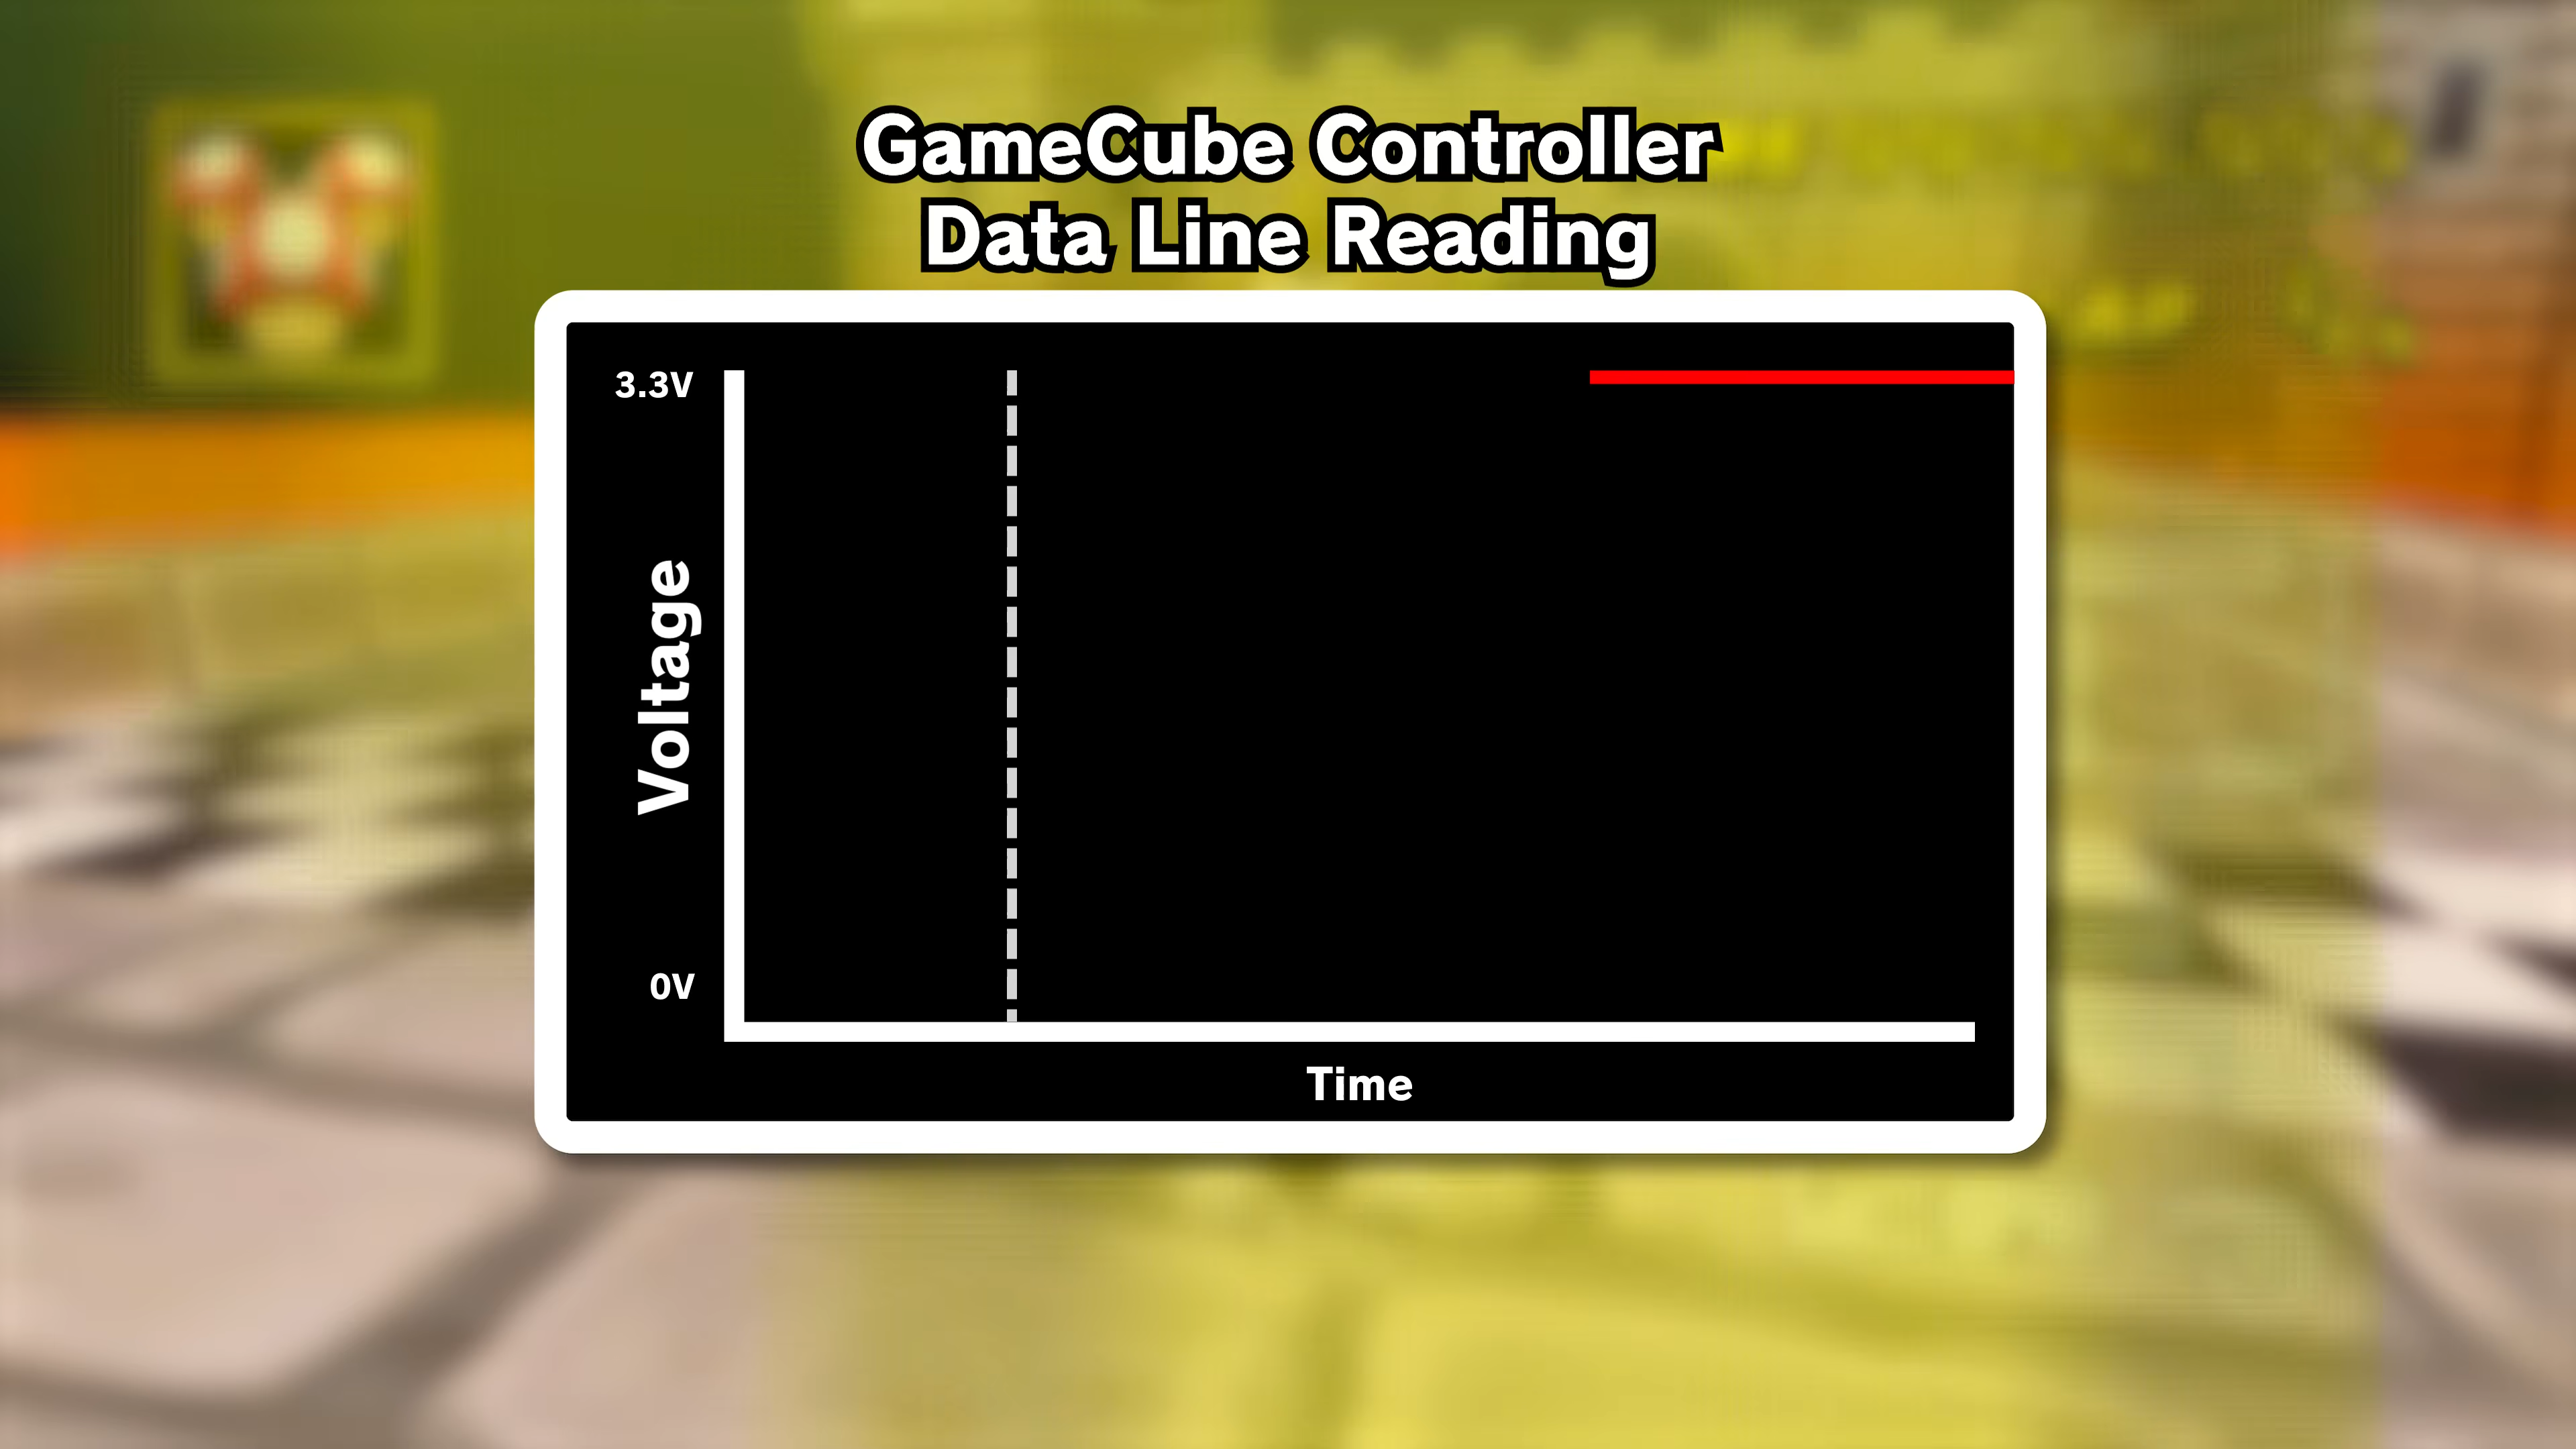 GameCube Controller
Data Line Reading
3.3V
Voltage
0V
Time